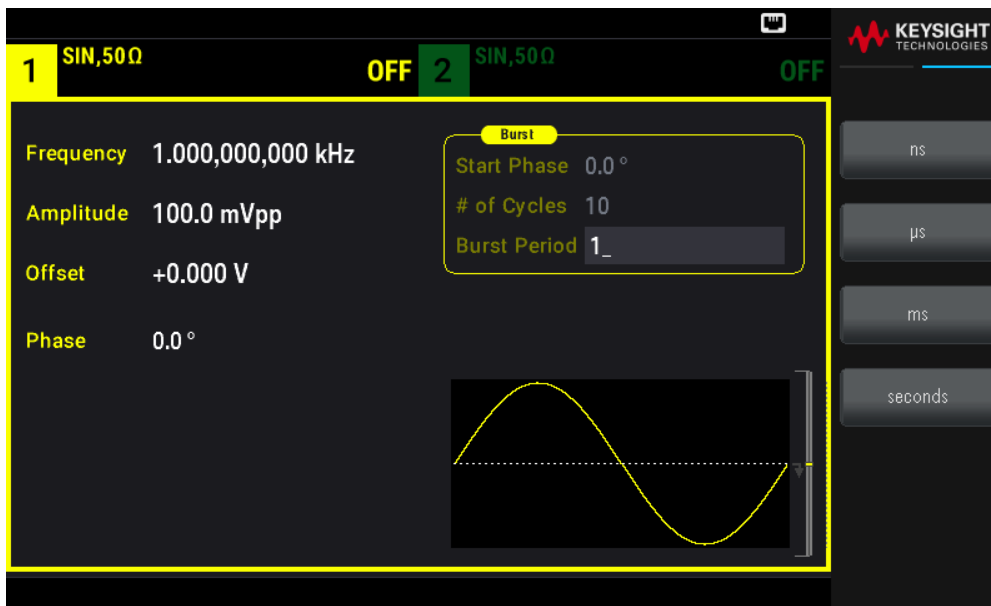 KEYSIGHT
TECHNOLOGIES
1 SIN,50Ω OFF
2 SIN,50Ω OFF
Frequency 1.000,000,000 kHz
Amplitude 100.0 mVpp
Offset +0.000 V
Phase 0.0 °
Burst
Start Phase 0.0 °
# of Cycles 10
Burst Period 1_
ns
µs
ms
seconds